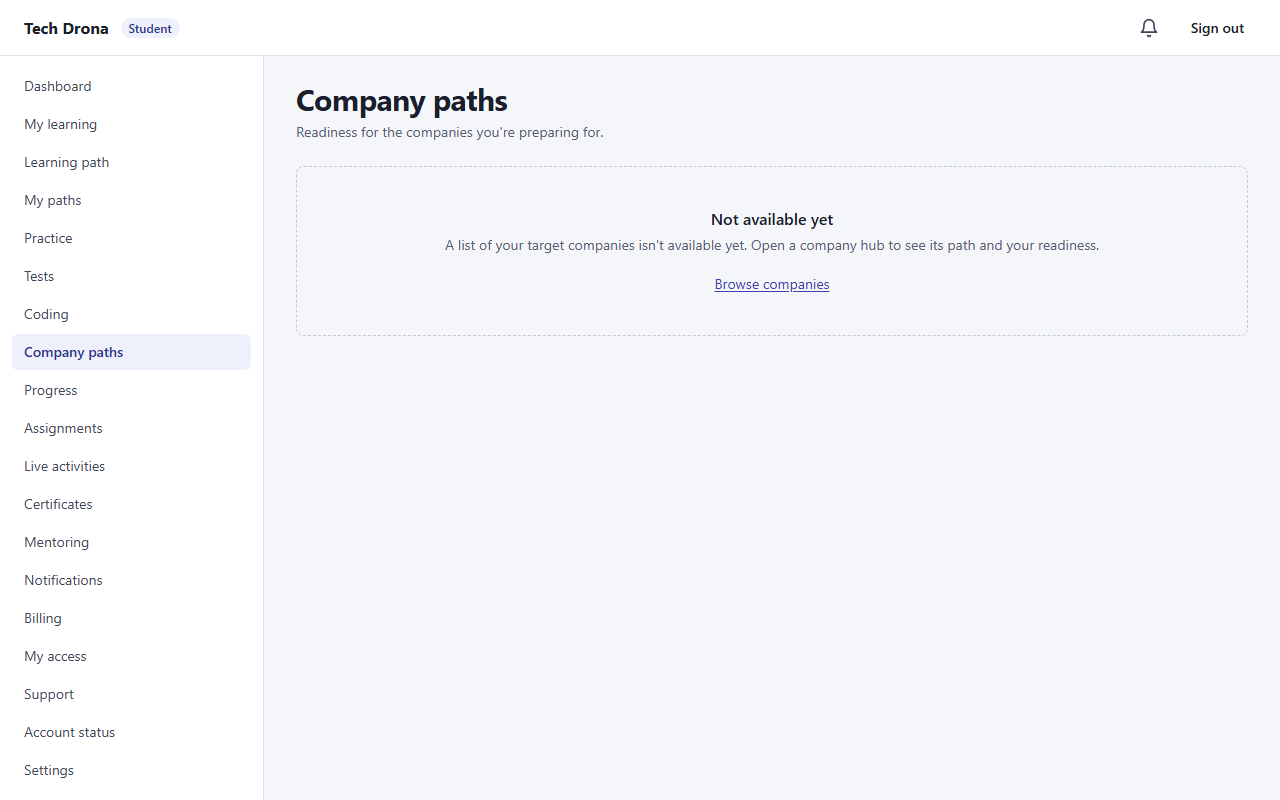 Tech Drona
Student
Sign out
Dashboard
My learning
Learning path
My paths
Practice
Tests
Coding
Company paths
Progress
Assignments
Live activities
Certificates
Mentoring
Notifications
Billing
My access
Support
Account status
Settings
Company paths
Readiness for the companies you're preparing for.
Not available yet
A list of your target companies isn't available yet. Open a company hub to see its path and your readiness.
Browse companies